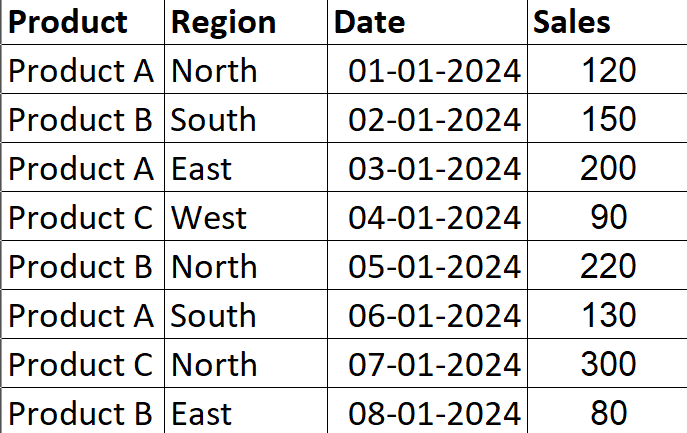 Product Region Date Sales
Product A North 01-01-2024 120
Product B South 02-01-2024 150
Product A East 03-01-2024 200
Product C West 04-01-2024 90
Product B North 05-01-2024 220
Product A South 06-01-2024 130
Product C North 07-01-2024 300
Product B East 08-01-2024 80